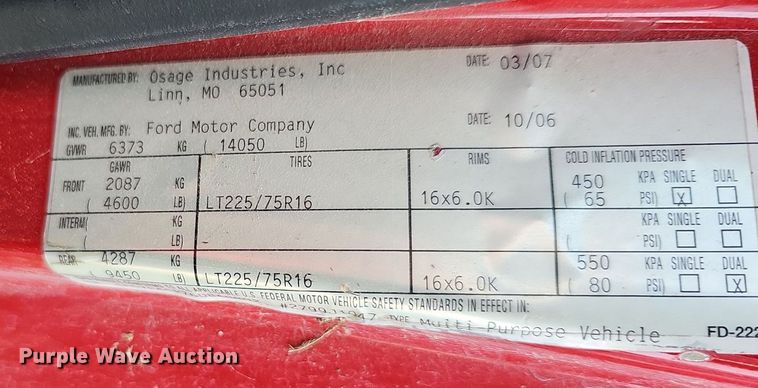 MANUFACTURED BY: Osage Industries, Inc DATE: 03/07
Linn, MO 65051
INC. VEH. MFG. BY: Ford Motor Company DATE: 10/06
GVWR 6373 KG ( 14050 LB)
GAWR TIRES RIMS COLD INFLATION PRESSURE
FRONT 2087 KG 450 KPA SINGLE DUAL
( 4600 LB) LT225/75R16 16x6.0K ( 65 PSI) X
INTERM( KG KPA SINGLE DUAL
( LB) ( PSI)
REAR 4287 KG 550 KPA SINGLE DUAL
( 9450 LB) LT225/75R16 16x6.0K ( 80 PSI) X
APPLICABLE U.S. FEDERAL MOTOR VEHICLE SAFETY STANDARDS IN EFFECT IN:
TYPE Multi Purpose Vehicle FD-222
Purple Wave Auction